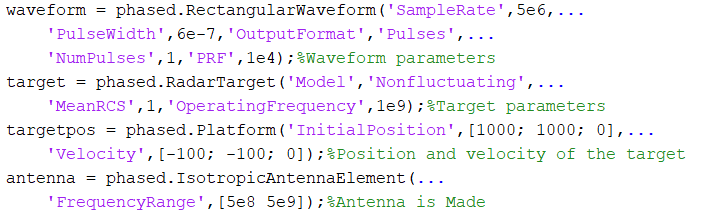 waveform = phased.RectangularWaveform('SampleRate',5e6,...
    'PulseWidth',6e-7,'OutputFormat','Pulses',...
    'NumPulses',1,'PRF',1e4);%Waveform parameters
target = phased.RadarTarget('Model','Nonfluctuating',...
    'MeanRCS',1,'OperatingFrequency',1e9);%Target parameters
targetpos = phased.Platform('InitialPosition',[1000; 1000; 0],...
    'Velocity',[-100; -100; 0]);%Position and velocity of the target
antenna = phased.IsotropicAntennaElement(...
    'FrequencyRange',[5e8 5e9]);%Antenna is Made